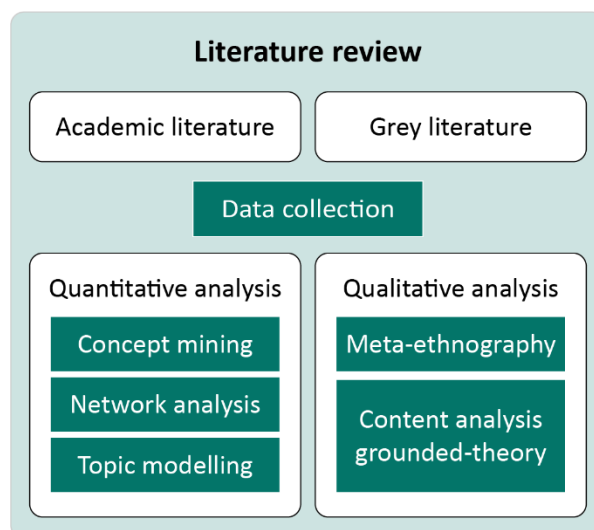 Literature review
Academic literature
Grey literature
Data collection
Quantitative analysis
Concept mining
Network analysis
Topic modelling
Qualitative analysis
Meta-ethnography
Content analysis
grounded-theory